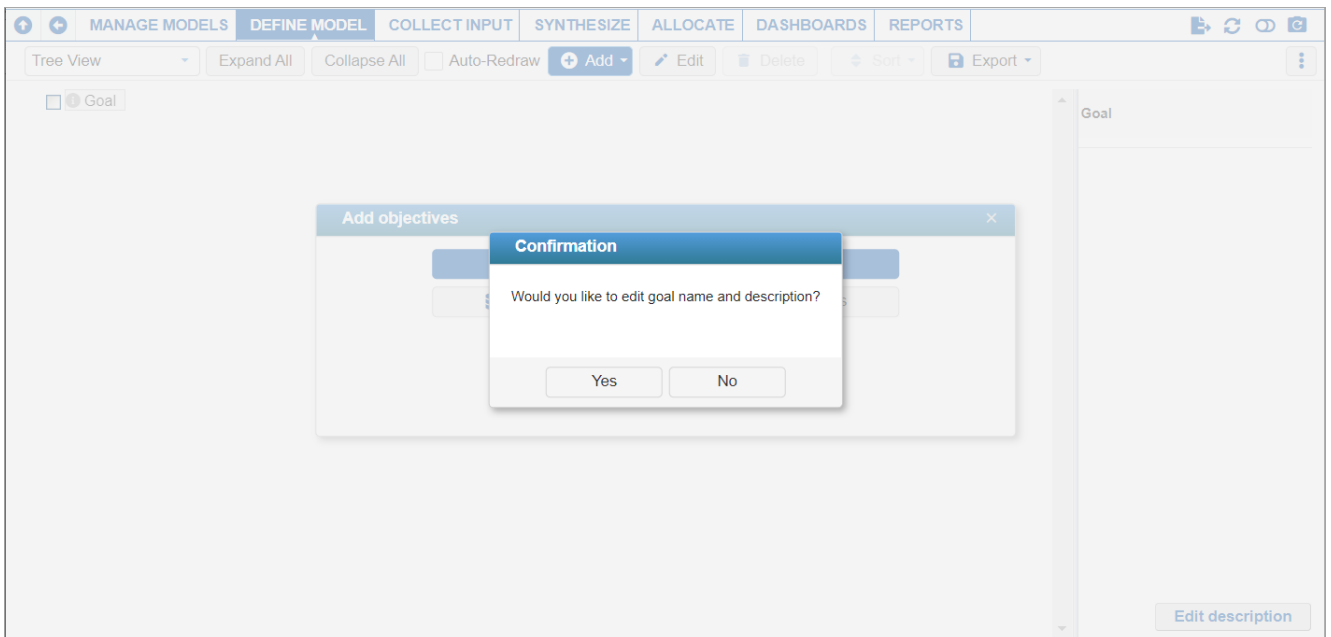 MANAGE MODELS DEFINE MODEL COLLECT INPUT SYNTHESIZE ALLOCATE DASHBOARDS REPORTS
Tree View Expand All Collapse All Auto-Redraw Add Edit Delete Sort Export
Goal
Goal
Add objectives
Confirmation
Would you like to edit goal name and description?
Yes No
Edit description